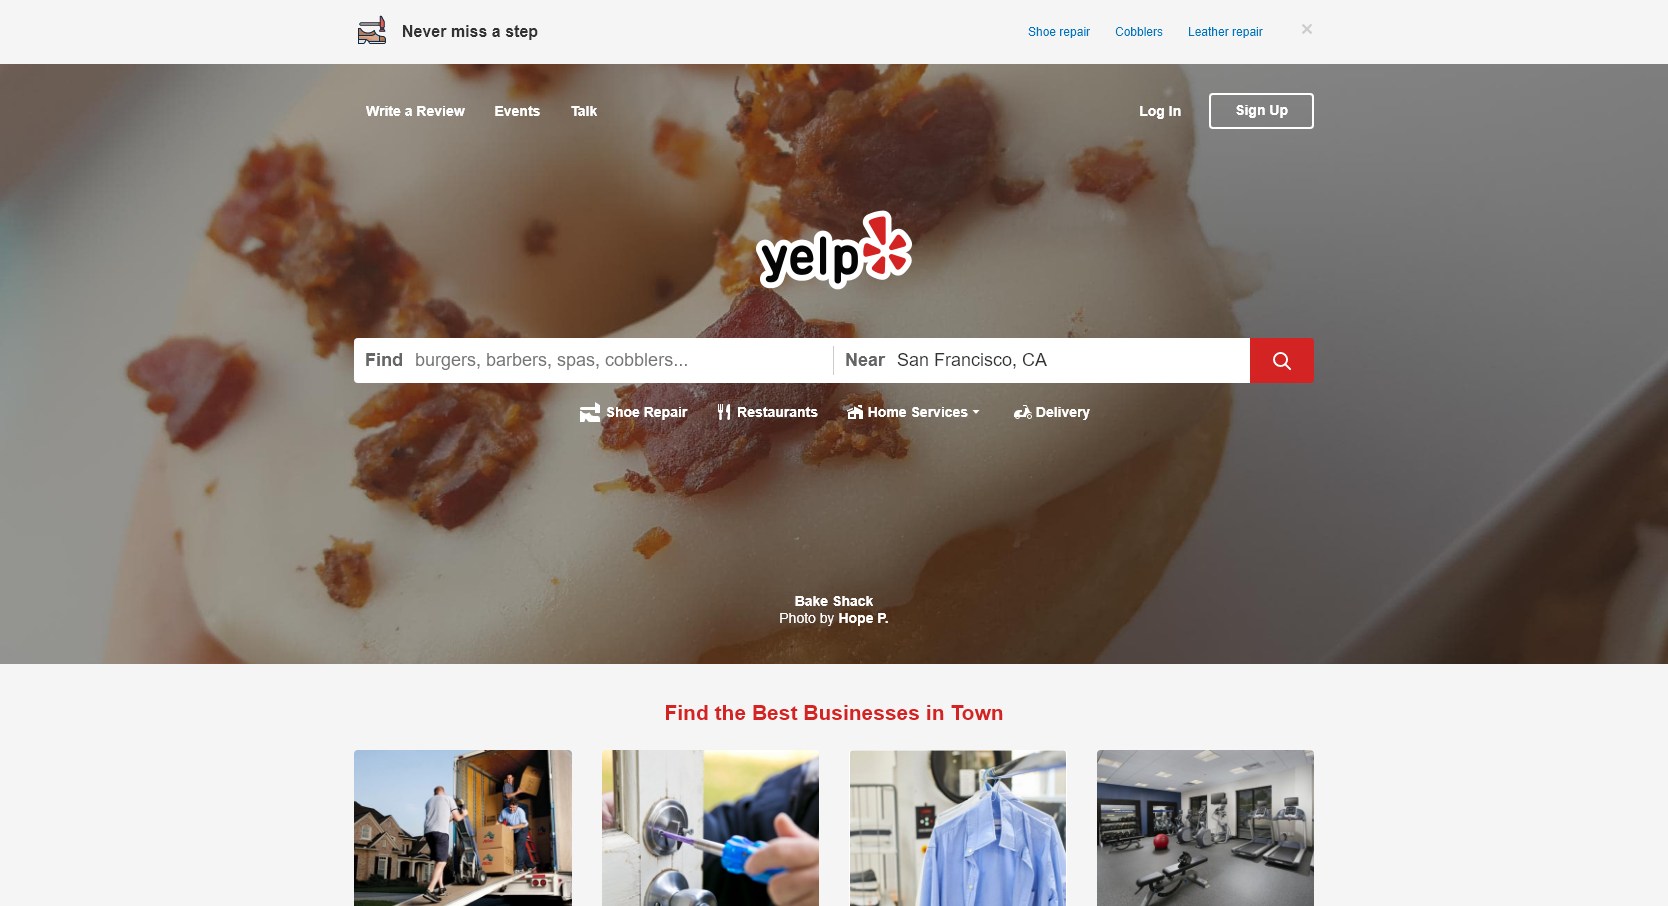 Never miss a step
Shoe repair Cobblers Leather repair ×
Write a Review Events Talk Log In Sign Up
yelp
Find burgers, barbers, spas, cobblers... Near San Francisco, CA
Shoe Repair Restaurants Home Services Delivery
Bake Shack
Photo by Hope P.
Find the Best Businesses in Town